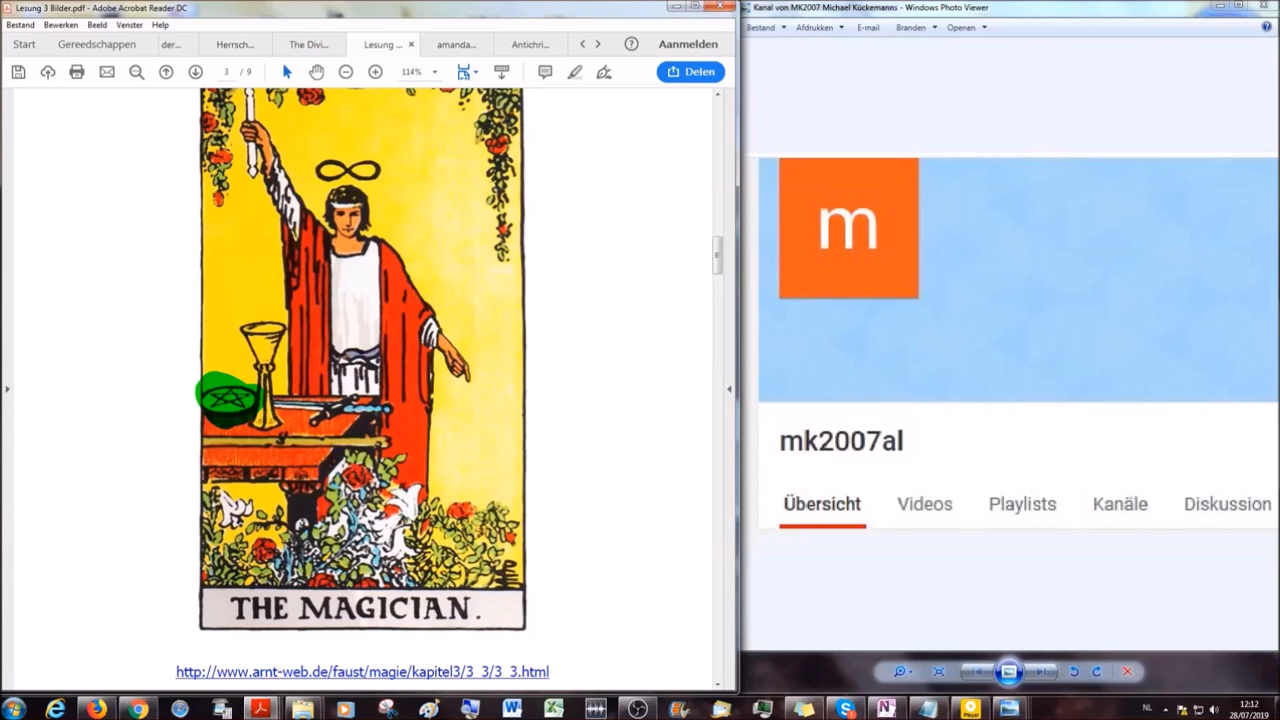 Lesung 3 Bilder.pdf - Adobe Acrobat Reader DC
Bestand Bewerken Beeld Venster Help
Start Gereedschappen der... Herrsch... The Divi... Lesung ... × amanda... Antichri... Aanmelden
3 / 9 114% Delen
THE MAGICIAN.
http://www.arnt-web.de/faust/magie/kapitel3/3_3/3_3.html
Kanal von MK2007 Michael Kückemanns - Windows Photo Viewer
Bestand Afdrukken E-mail Branden Openen
m
mk2007al
Übersicht Videos Playlists Kanäle Diskussion
NL 12:12
28/07/2019